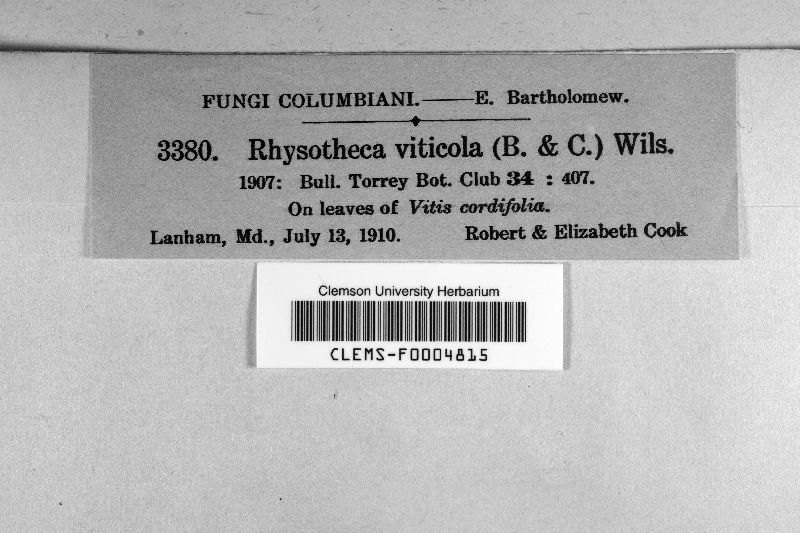 FUNGI COLUMBIANI.——E. Bartholomew.
3380. Rhysotheca viticola (B. & C.) Wils.
1907: Bull. Torrey Bot. Club 34 : 407.
On leaves of Vitis cordifolia.
Lanham, Md., July 13, 1910. Robert & Elizabeth Cook
Clemson University Herbarium
CLEMS-F0004815